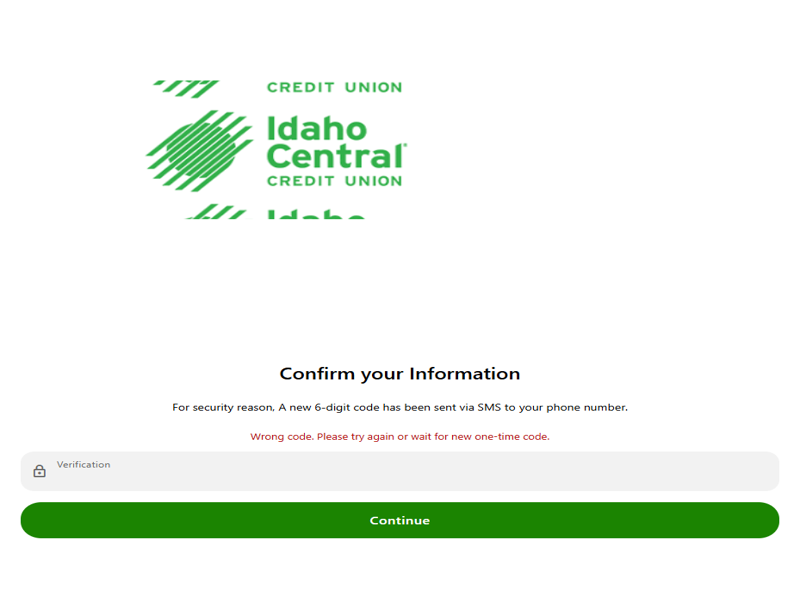 CREDIT UNION
Idaho
Central®
CREDIT UNION
Idaho
Confirm your Information
For security reason, A new 6-digit code has been sent via SMS to your phone number.
Wrong code. Please try again or wait for new one-time code.
Verification
Continue